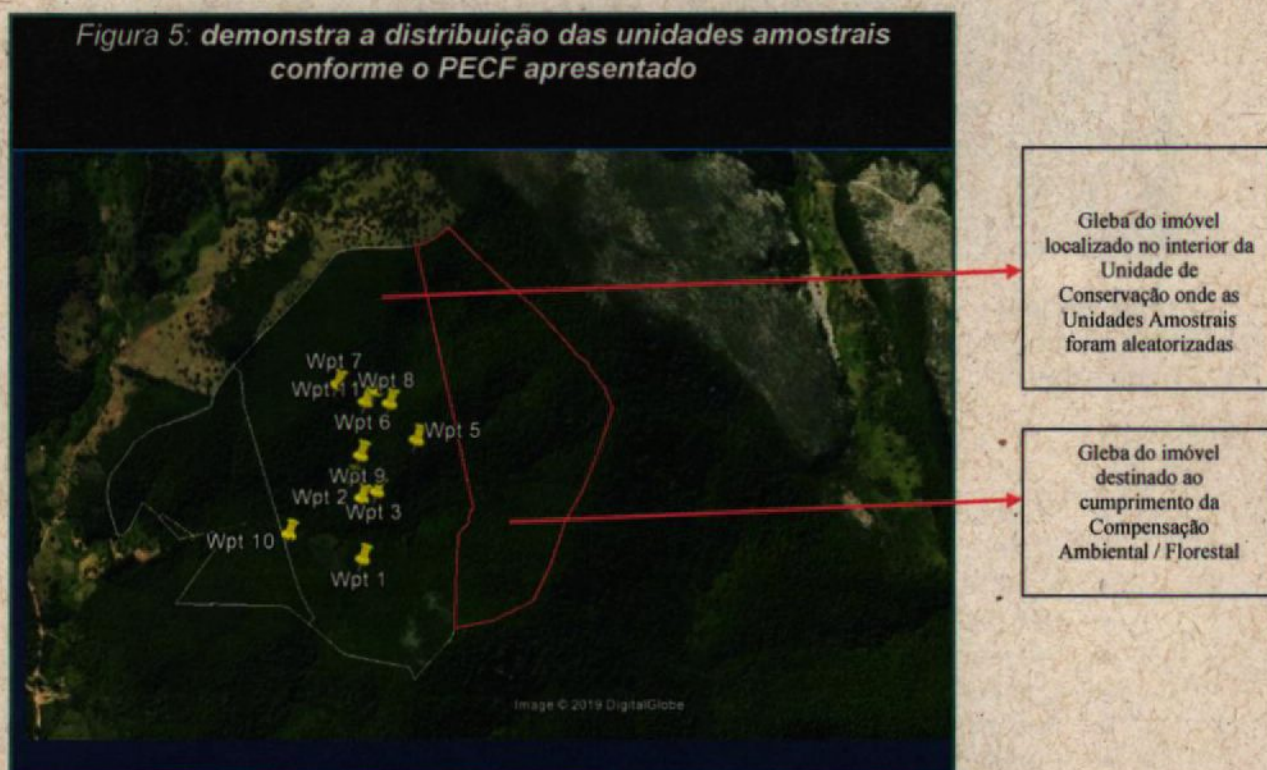 Figura 5: demonstra a distribuição das unidades amostrais
conforme o PECF apresentado
Gleba do imóvel
localizado no interior da
Unidade de
Conservação onde as
Unidades Amostrais
foram aleatorizadas
Wpt 7
Wpt 11
Wpt 8
Wpt 6
Wpt 5
Wpt 9
Wpt 2
Wpt 3
Wpt 10
Wpt 1
Gleba do imóvel
destinado ao
cumprimento da
Compensação
Ambiental / Florestal
Image © 2019 DigitalGlobe